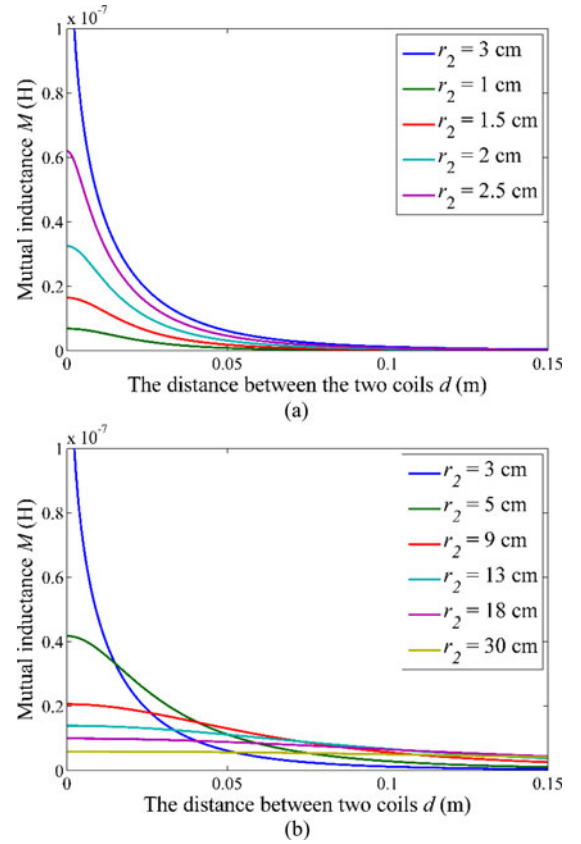 x 10⁻⁷
1
0.8
0.6
0.4
0.2
0
Mutual inductance M (H)
r₂ = 3 cm
r₂ = 1 cm
r₂ = 1.5 cm
r₂ = 2 cm
r₂ = 2.5 cm
0 0.05 0.1 0.15
The distance between the two coils d (m)
(a)
x 10⁻⁷
1
0.8
0.6
0.4
0.2
0
Mutual inductance M (H)
r₂ = 3 cm
r₂ = 5 cm
r₂ = 9 cm
r₂ = 13 cm
r₂ = 18 cm
r₂ = 30 cm
0 0.05 0.1 0.15
The distance between two coils d (m)
(b)